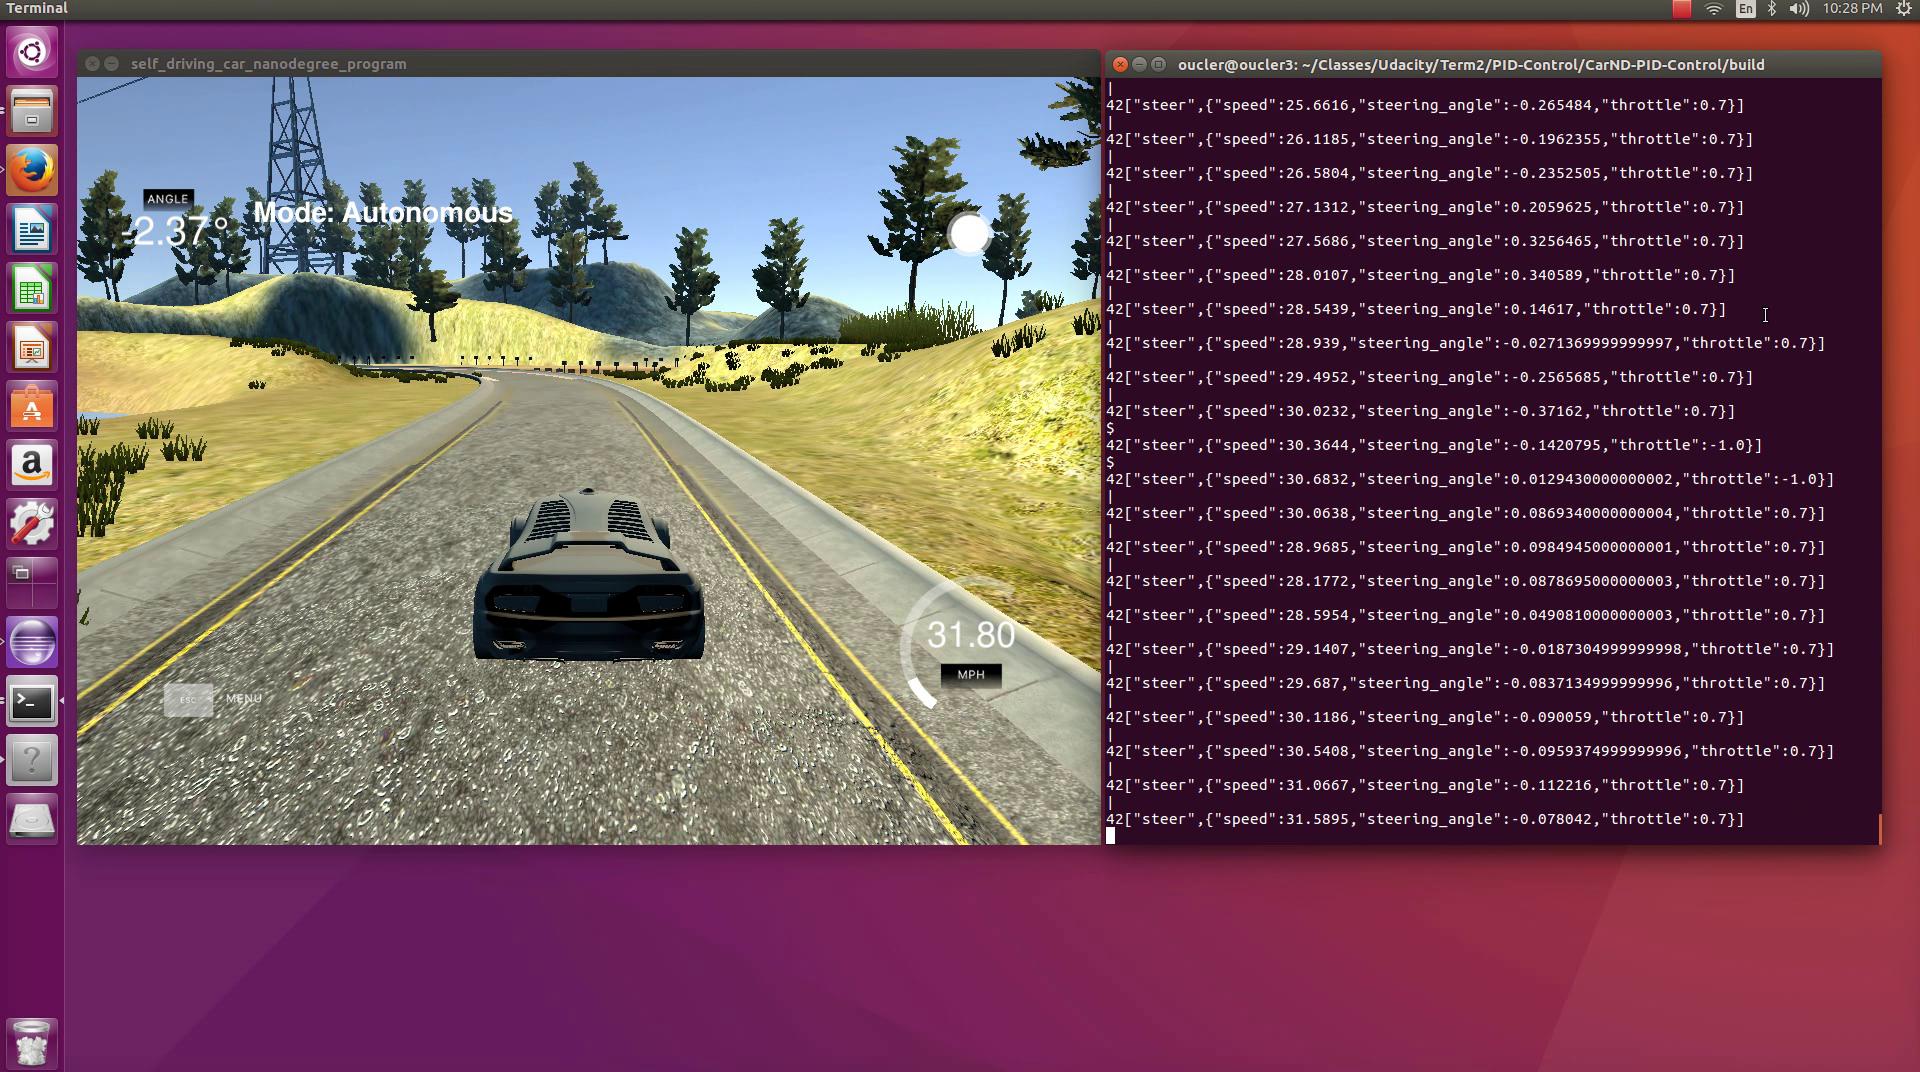 Terminal
En
10:28 PM
self_driving_car_nanodegree_program
ANGLE
-2.37°
Mode: Autonomous
31.80
MPH
ESC
MENU
a
>_
?
oucler@oucler3: ~/Classes/Udacity/Term2/PID-Control/CarND-PID-Control/build
|
42["steer",{"speed":25.6616,"steering_angle":-0.265484,"throttle":0.7}]
|
42["steer",{"speed":26.1185,"steering_angle":-0.1962355,"throttle":0.7}]
|
42["steer",{"speed":26.5804,"steering_angle":-0.2352505,"throttle":0.7}]
|
42["steer",{"speed":27.1312,"steering_angle":0.2059625,"throttle":0.7}]
|
42["steer",{"speed":27.5686,"steering_angle":0.3256465,"throttle":0.7}]
|
42["steer",{"speed":28.0107,"steering_angle":0.340589,"throttle":0.7}]
|
42["steer",{"speed":28.5439,"steering_angle":0.14617,"throttle":0.7}]
|
42["steer",{"speed":28.939,"steering_angle":-0.0271369999999997,"throttle":0.7}]
|
42["steer",{"speed":29.4952,"steering_angle":-0.2565685,"throttle":0.7}]
|
42["steer",{"speed":30.0232,"steering_angle":-0.37162,"throttle":0.7}]
$
42["steer",{"speed":30.3644,"steering_angle":-0.1420795,"throttle":-1.0}]
$
42["steer",{"speed":30.6832,"steering_angle":0.0129430000000002,"throttle":-1.0}]
|
42["steer",{"speed":30.0638,"steering_angle":0.0869340000000004,"throttle":0.7}]
|
42["steer",{"speed":28.9685,"steering_angle":0.0984945000000001,"throttle":0.7}]
|
42["steer",{"speed":28.1772,"steering_angle":0.0878695000000003,"throttle":0.7}]
|
42["steer",{"speed":28.5954,"steering_angle":0.0490810000000003,"throttle":0.7}]
|
42["steer",{"speed":29.1407,"steering_angle":-0.0187304999999998,"throttle":0.7}]
|
42["steer",{"speed":29.687,"steering_angle":-0.0837134999999996,"throttle":0.7}]
|
42["steer",{"speed":30.1186,"steering_angle":-0.090059,"throttle":0.7}]
|
42["steer",{"speed":30.5408,"steering_angle":-0.0959374999999996,"throttle":0.7}]
|
42["steer",{"speed":31.0667,"steering_angle":-0.112216,"throttle":0.7}]
|
42["steer",{"speed":31.5895,"steering_angle":-0.078042,"throttle":0.7}]